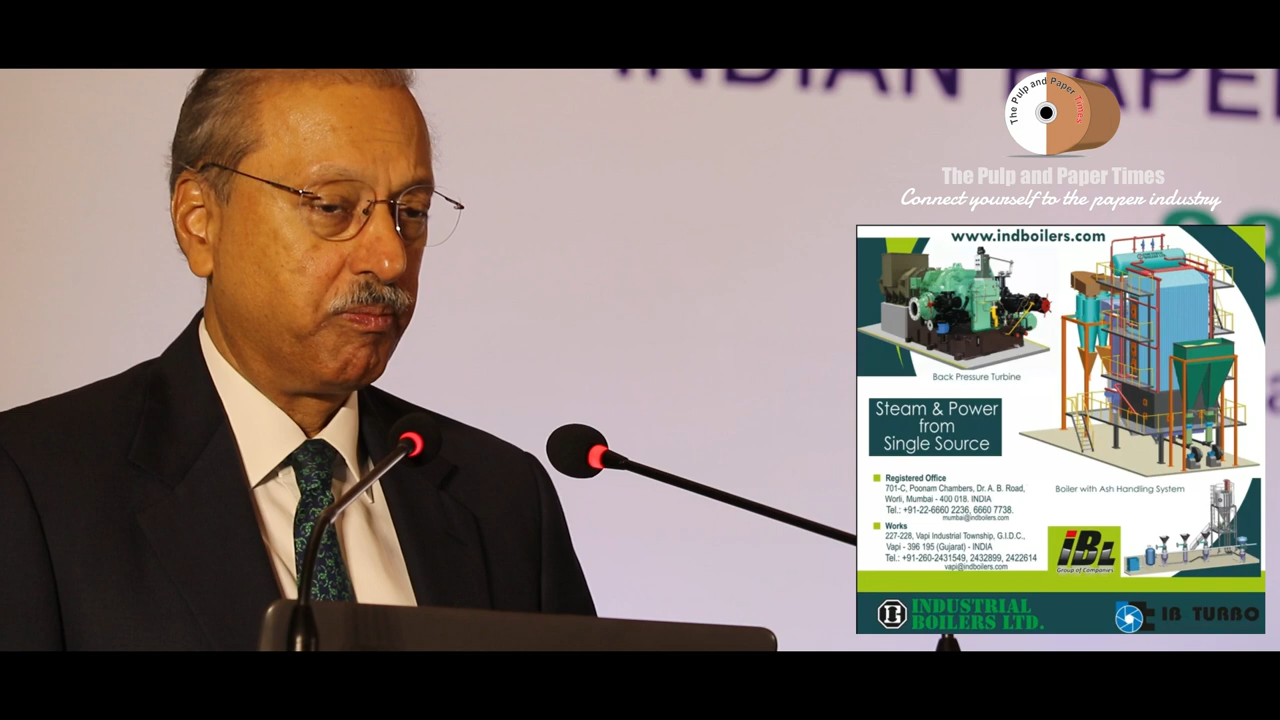 INDIAN PAPER
The Pulp and Paper Times
The Pulp and Paper Times
Connect yourself to the paper industry
www.indboilers.com
Back Pressure Turbine
Steam & Power
from
Single Source
Registered Office
701-C, Poonam Chambers, Dr. A. B. Road,
Worli, Mumbai - 400 018. INDIA
Tel.: +91-22-6660 2236, 6660 7738.
mumbai@indboilers.com
Works
227-228, Vapi Industrial Township, G.I.D.C.,
Vapi - 396 195 (Gujarat) - INDIA
Tel.: +91-260-2431549, 2432899, 2422614
vapi@indboilers.com
Boiler with Ash Handling System
iBL
Group of Companies
INDUSTRIAL
BOILERS LTD.
IB TURBO